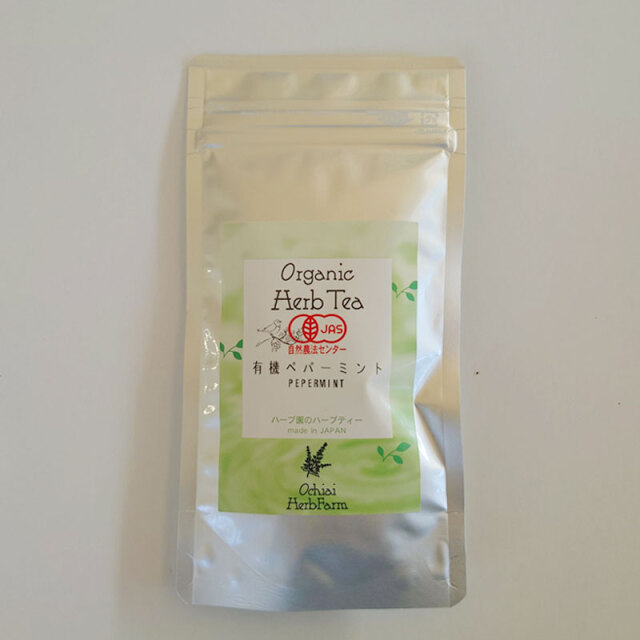 Organic
Herb Tea
JAS
自然農法センター
有機ペパーミント
PEPERMINT
ハーブ園のハーブティー
made in JAPAN
Ochiai
HerbFarm